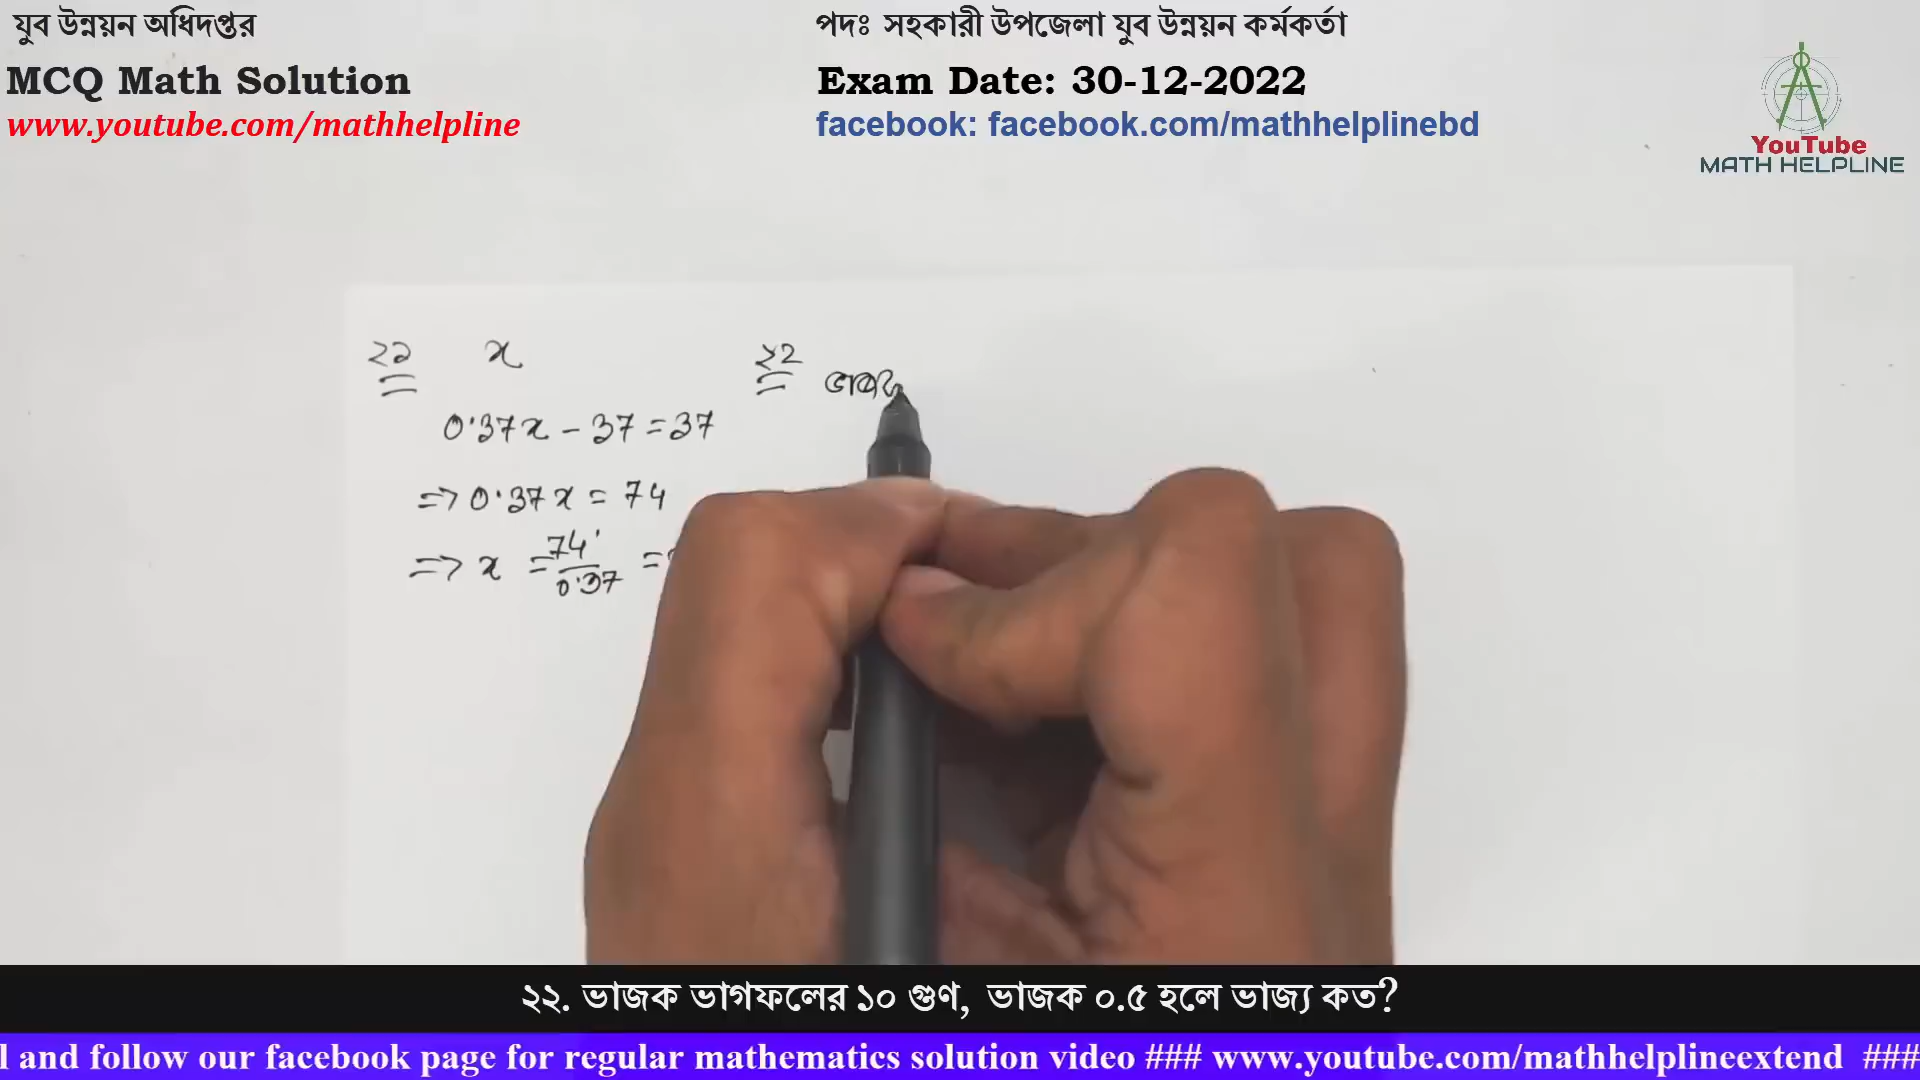 যুব উন্নয়ন অধিদপ্তর
MCQ Math Solution
www.youtube.com/mathhelpline
পদঃ সহকারী উপজেলা যুব উন্নয়ন কর্মকর্তা
Exam Date: 30-12-2022
facebook: facebook.com/mathhelplinebd
YouTube
MATH HELPLINE
২১ x
0.37x - 37 = 37
=> 0.37x = 74
=> x = 74/0.37 =
২২
২২. ভাজক ভাগফলের ১০ গুণ, ভাজক ০.৫ হলে ভাজ্য কত?
l and follow our facebook page for regular mathematics solution video ### www.youtube.com/mathhelplineextend ###